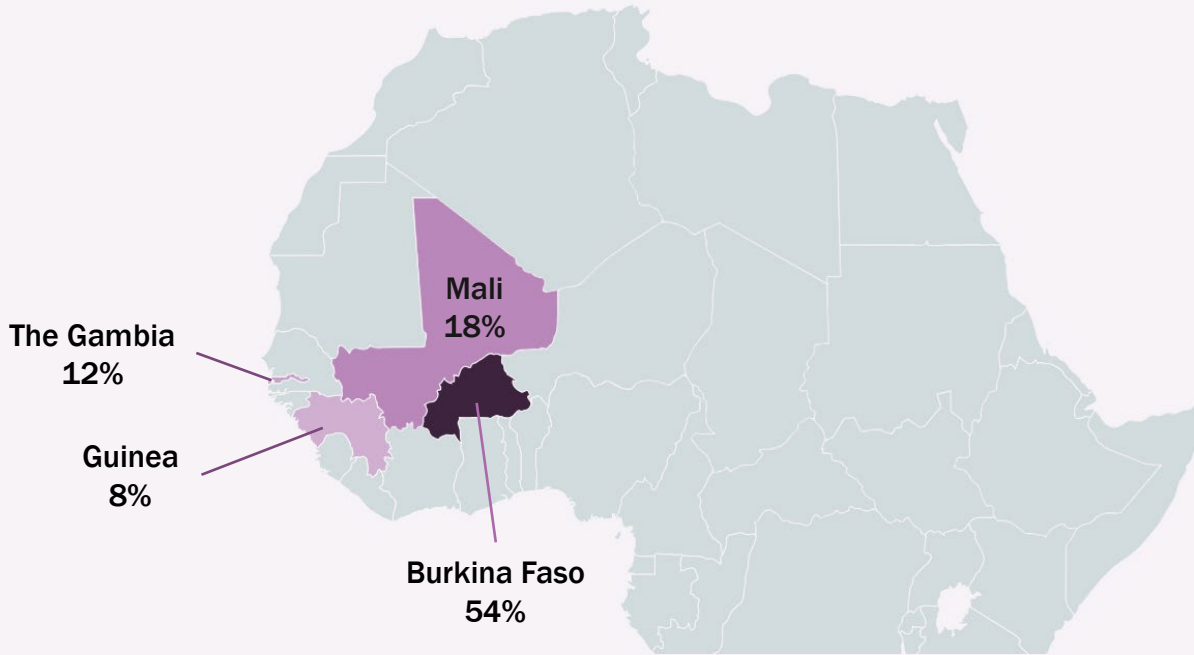 Mali
18%
The Gambia
12%
Guinea
8%
Burkina Faso
54%